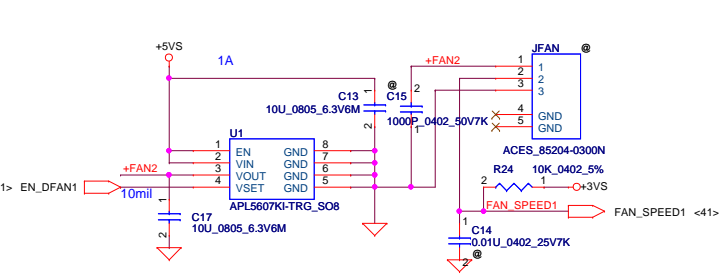 +5VS
1A
+FAN2
JFAN
@
1
2
3
1
2
3
4
5
GND
GND
ACES_85204-0300N
C13
10U_0805_6.3V6M
1
2
@
C15
1000P_0402_50V7K
2
1
U1
1
2
3
4
EN
VIN
VOUT
VSET
GND
GND
GND
GND
8
7
6
5
APL5607KI-TRG_SO8
+FAN2
1> EN_DFAN1
10mil
C17
10U_0805_6.3V6M
1
2
R24
10K_0402_5%
2
1
+3VS
FAN_SPEED1
FAN_SPEED1 <41>
C14
0.01U_0402_25V7K
1
2
@